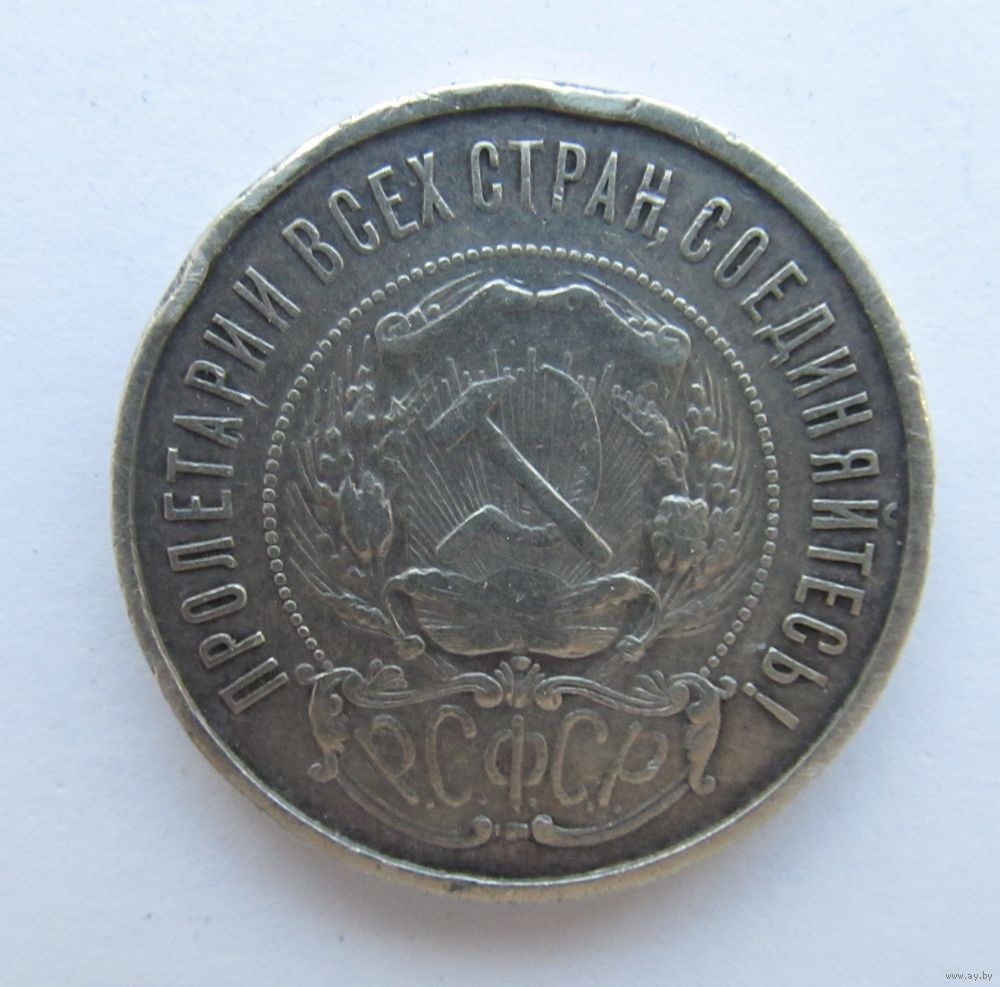 ПРОЛЕТАРИИ ВСЕХ СТРАН, СОЕДИНЯЙТЕСЬ!
Р.С.Ф.С.Р.
www.ay.by